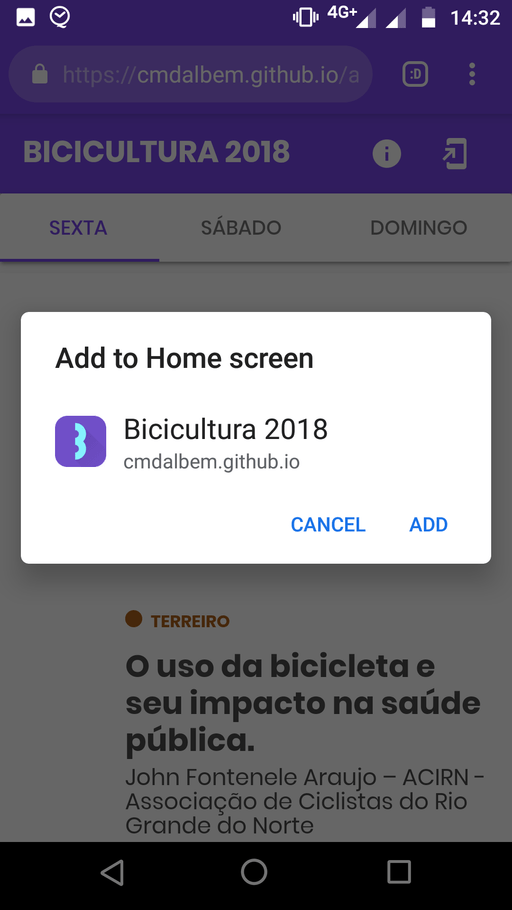 4G+ 14:32
https://cmdalbem.github.io/a
:D
BICICULTURA 2018
SEXTA SÁBADO DOMINGO
Add to Home screen
Bicicultura 2018
cmdalbem.github.io
CANCEL ADD
TERREIRO
O uso da bicicleta e
seu impacto na saúde
pública.
John Fontenele Araujo – ACIRN -
Associação de Ciclistas do Rio
Grande do Norte